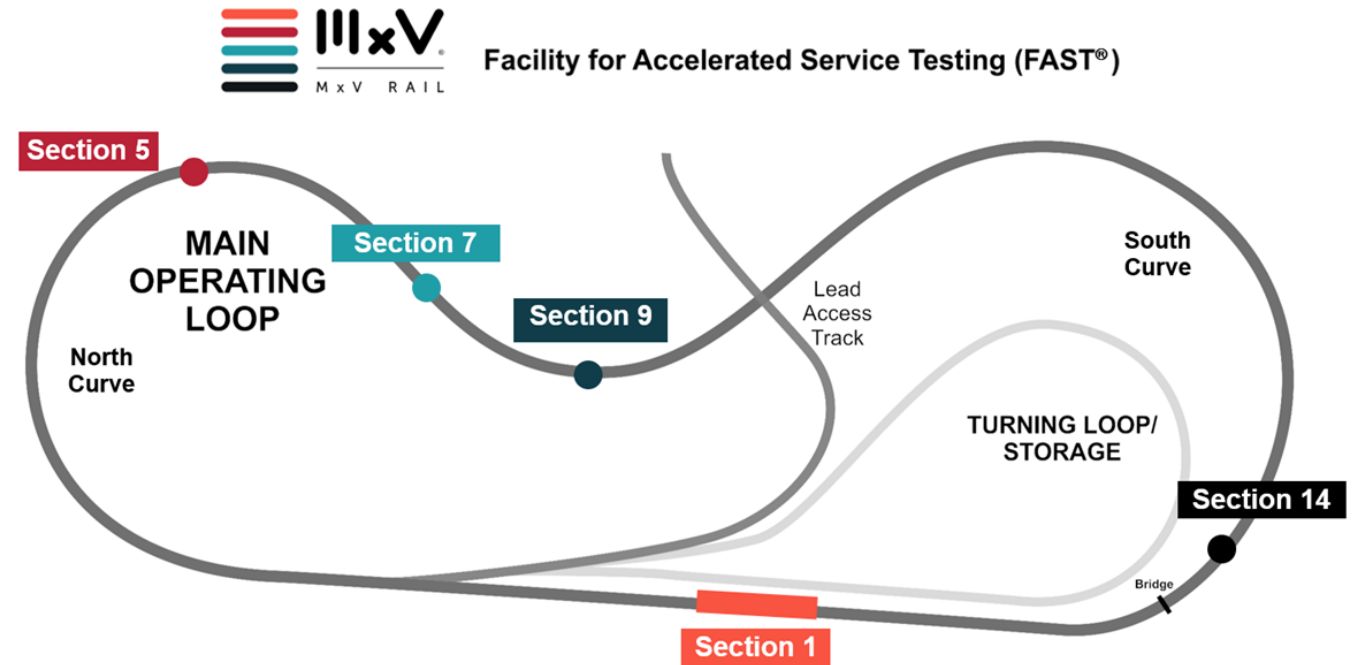 MxV®
MxV RAIL
Facility for Accelerated Service Testing (FAST®)
Section 5
MAIN
OPERATING
LOOP
Section 7
Section 9
North
Curve
Lead
Access
Track
South
Curve
TURNING LOOP/
STORAGE
Section 14
Bridge
Section 1